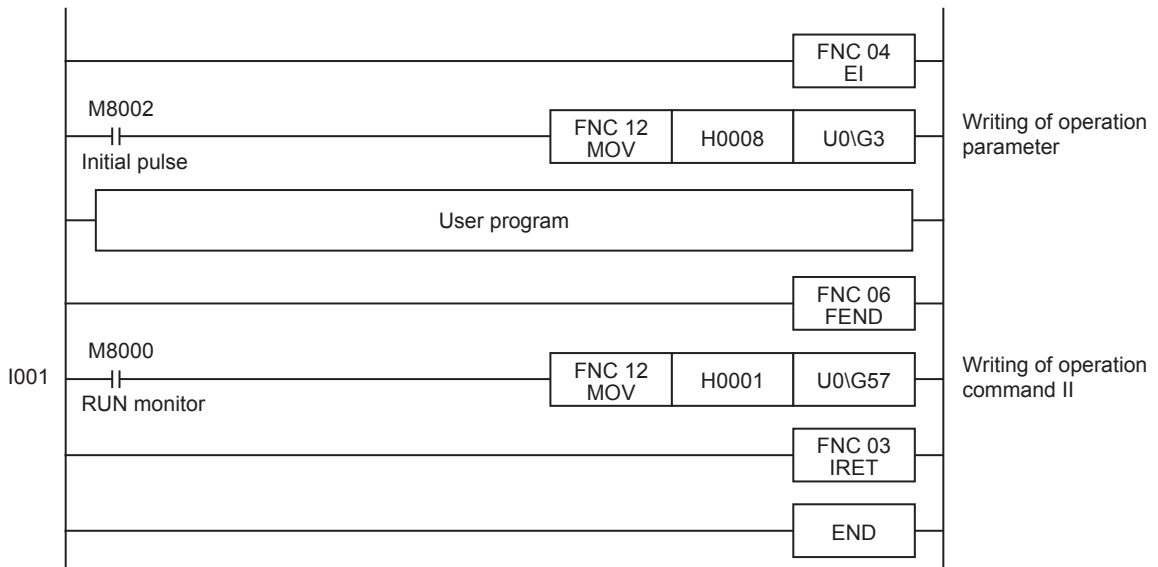 FNC 04
EI
M8002
Initial pulse
FNC 12
MOV
H0008
U0\G3
Writing of operation
parameter
User program
FNC 06
FEND
I001
M8000
RUN monitor
FNC 12
MOV
H0001
U0\G57
Writing of operation
command II
FNC 03
IRET
END